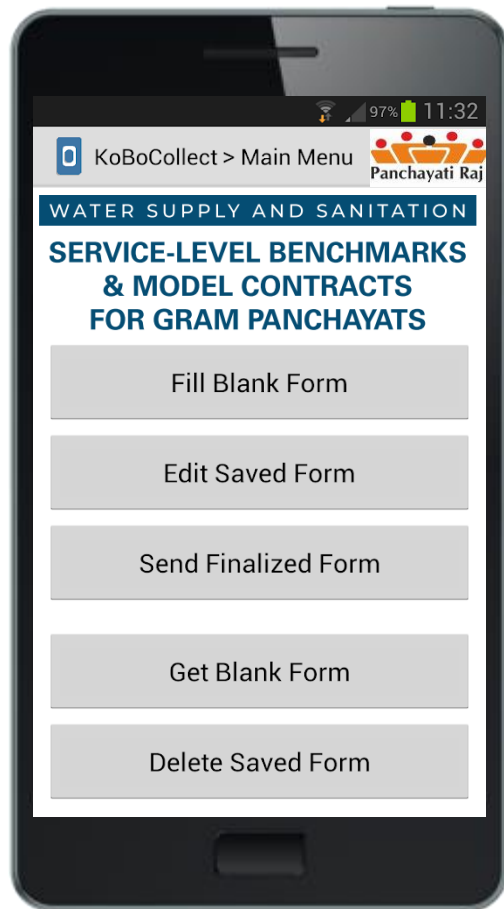 97% 11:32
KoBoCollect > Main Menu
Panchayati Raj
WATER SUPPLY AND SANITATION
SERVICE-LEVEL BENCHMARKS
& MODEL CONTRACTS
FOR GRAM PANCHAYATS
Fill Blank Form
Edit Saved Form
Send Finalized Form
Get Blank Form
Delete Saved Form